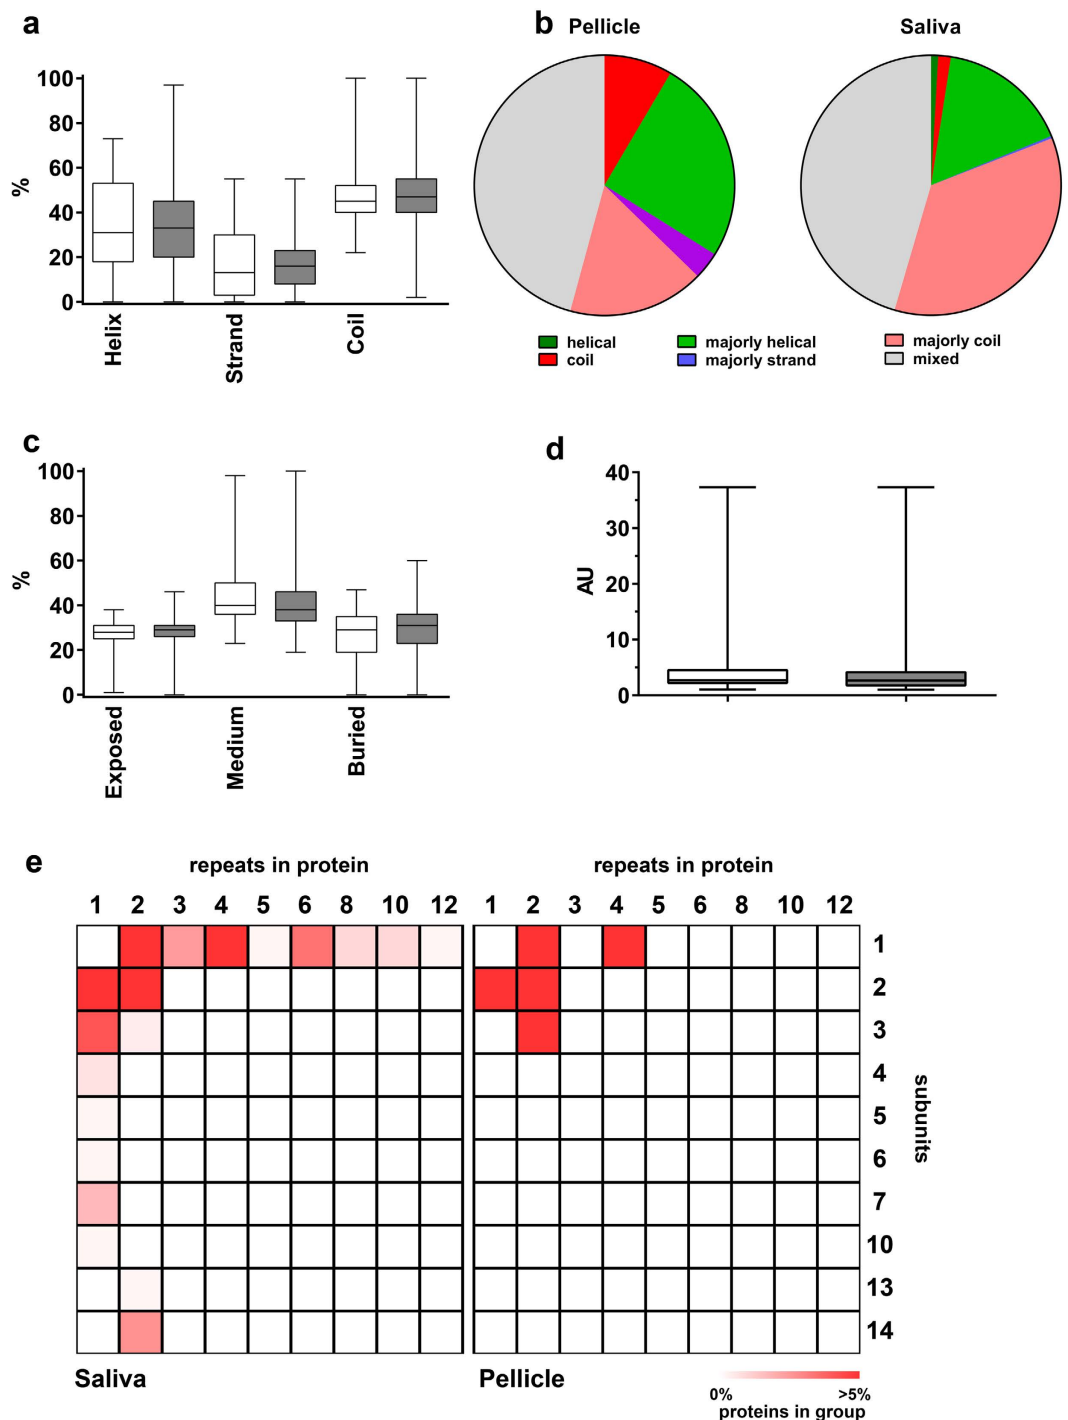 a
100
80
60
40
20
0
%
Helix
Strand
Coil
b
Pellicle
Saliva
helical
coil
majorly helical
majorly strand
majorly coil
mixed
c
100
80
60
40
20
0
%
Exposed
Medium
Buried
d
40
30
20
10
0
AU
e
repeats in protein
repeats in protein
1 2 3 4 5 6 8 10 12
1 2 3 4 5 6 8 10 12
1
2
3
4
5
6
7
10
13
14
subunits
Saliva
Pellicle
0% >5%
proteins in group